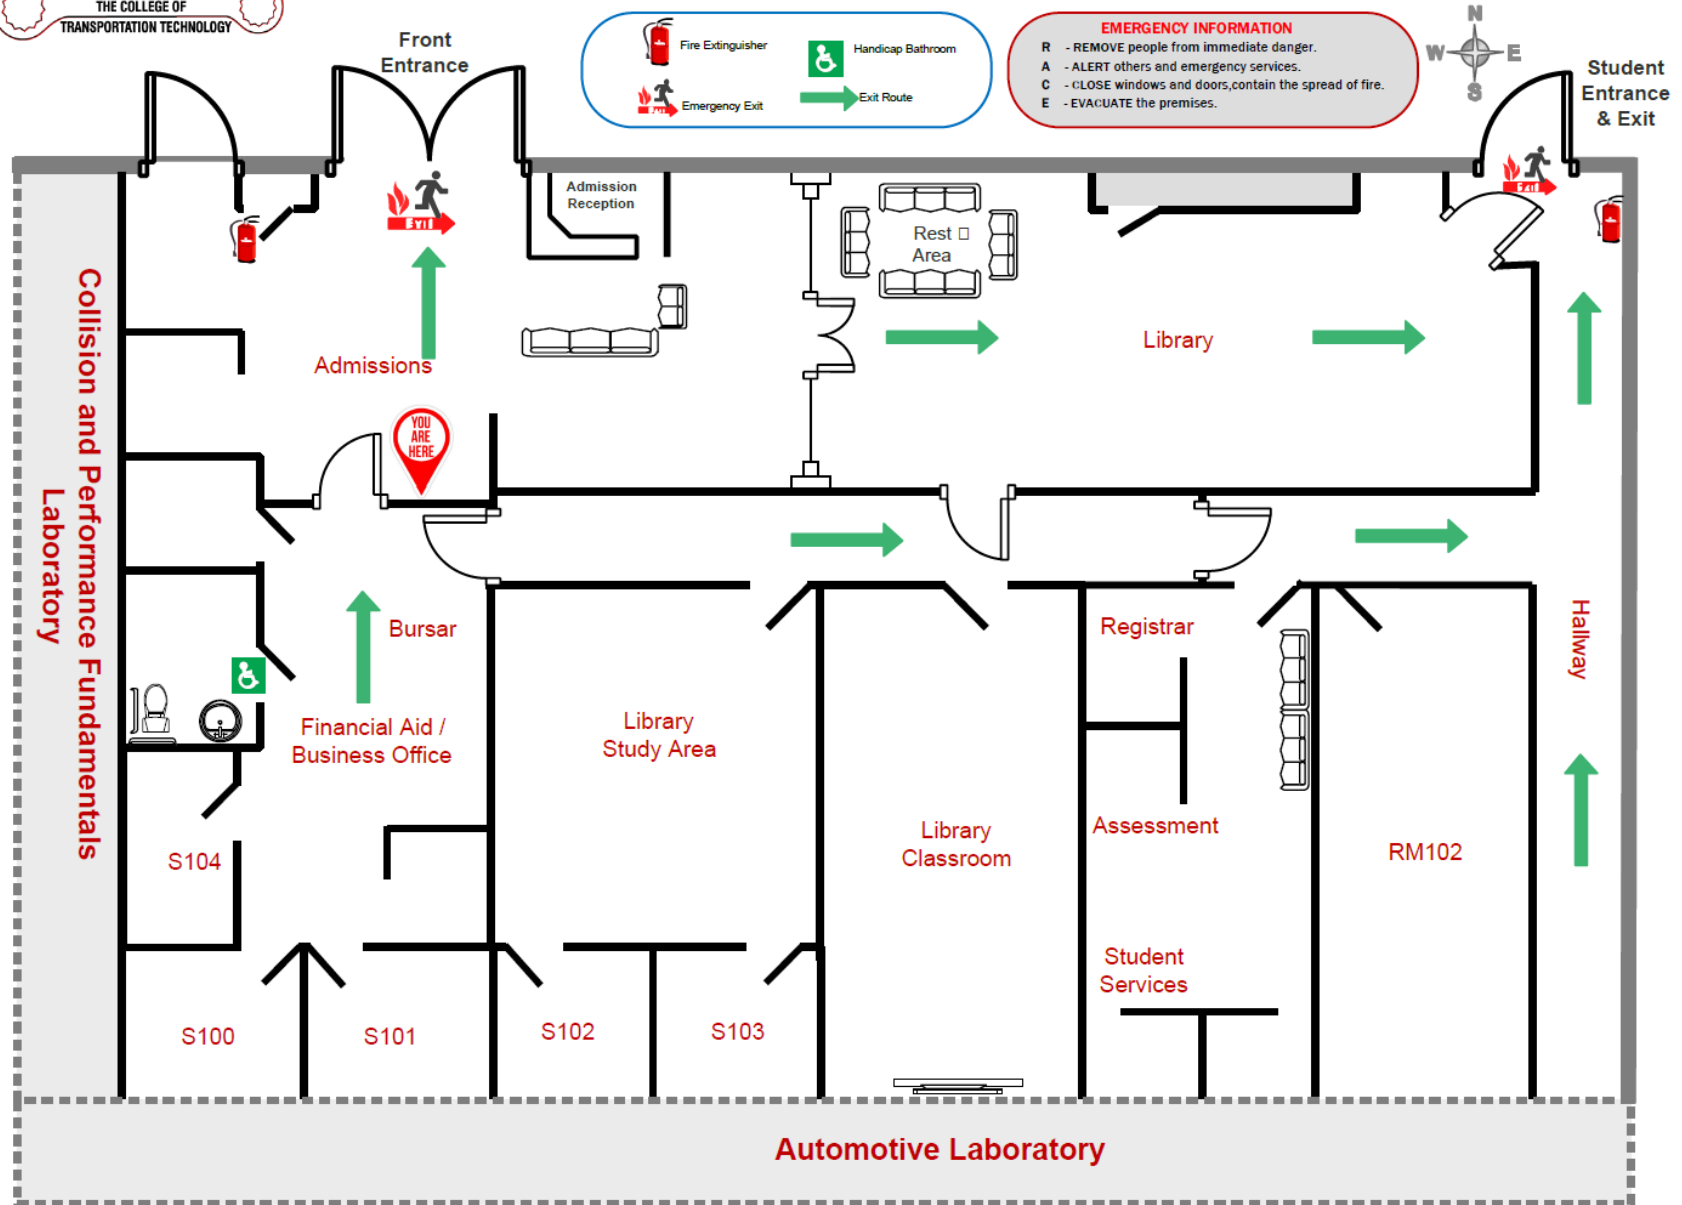 THE COLLEGE OF
TRANSPORTATION TECHNOLOGY
Front
Entrance
Fire Extinguisher
Handicap Bathroom
Emergency Exit
Exit Route
EMERGENCY INFORMATION
R - REMOVE people from immediate danger.
A - ALERT others and emergency services.
C - CLOSE windows and doors,contain the spread of fire.
E - EVACUATE the premises.
N
W E
S
Student
Entrance
& Exit
Exit
Exit
Exit
Admission
Reception
Rest
Area
Admissions
Library
YOU
ARE
HERE
Collision and Performance Fundamentals
Laboratory
Bursar
Registrar
Hallway
Financial Aid /
Business Office
Library
Study Area
Library
Classroom
Assessment
RM102
S104
Student
Services
S100
S101
S102
S103
Automotive Laboratory